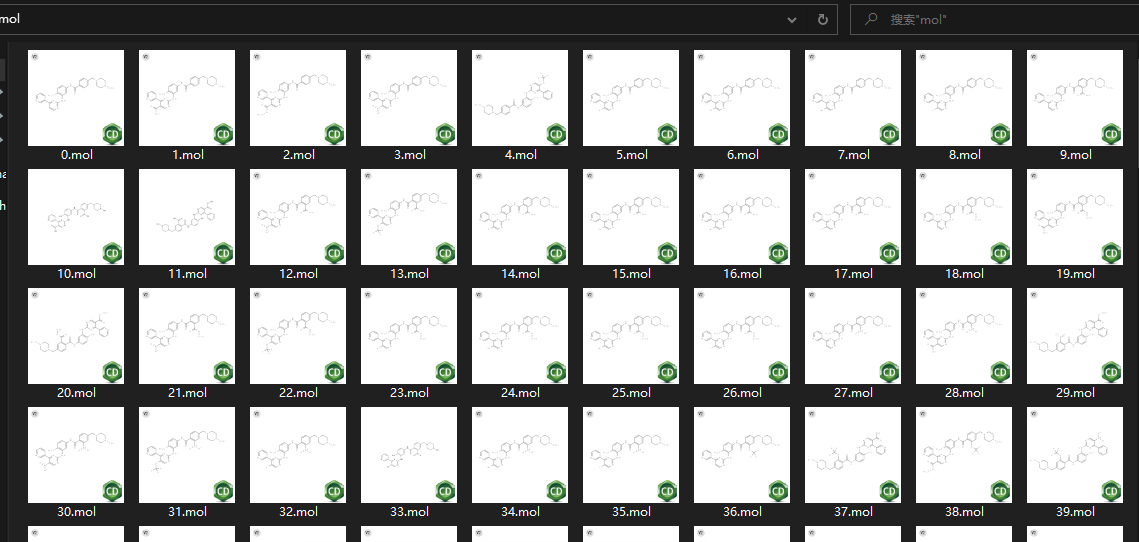 mol
搜索"mol"
na
h
0.mol 1.mol 2.mol 3.mol 4.mol 5.mol 6.mol 7.mol 8.mol 9.mol
CD CD CD CD CD CD CD CD CD CD
10.mol 11.mol 12.mol 13.mol 14.mol 15.mol 16.mol 17.mol 18.mol 19.mol
CD CD CD CD CD CD CD CD CD CD
20.mol 21.mol 22.mol 23.mol 24.mol 25.mol 26.mol 27.mol 28.mol 29.mol
CD CD CD CD CD CD CD CD CD CD
30.mol 31.mol 32.mol 33.mol 34.mol 35.mol 36.mol 37.mol 38.mol 39.mol
CD CD CD CD CD CD CD CD CD CD